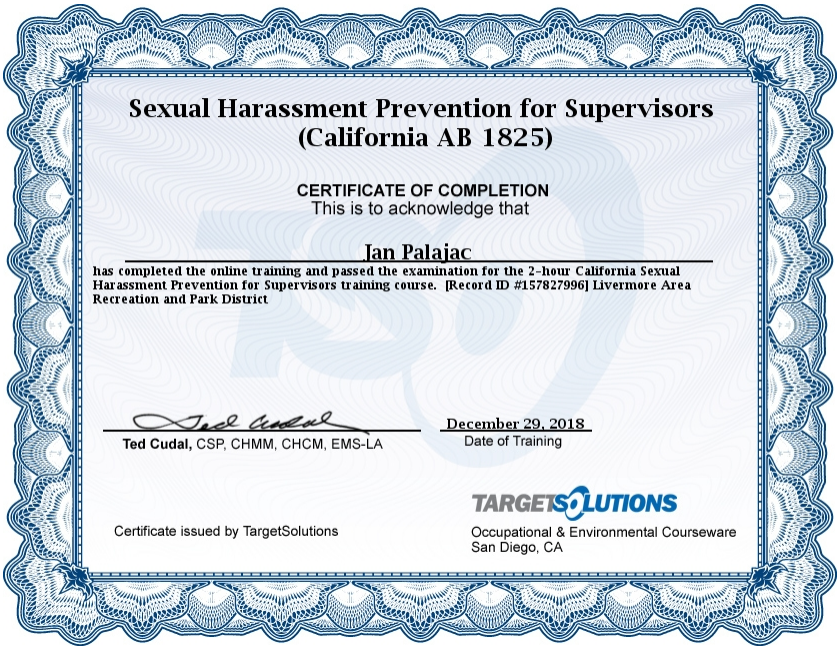 Sexual Harassment Prevention for Supervisors
(California AB 1825)
CERTIFICATE OF COMPLETION
This is to acknowledge that
Jan Palajac
has completed the online training and passed the examination for the 2-hour California Sexual
Harassment Prevention for Supervisors training course. [Record ID #157827996] Livermore Area
Recreation and Park District
Ted Cudal
December 29, 2018
Ted Cudal, CSP, CHMM, CHCM, EMS-LA
Date of Training
TARGETSOLUTIONS
Certificate issued by TargetSolutions
Occupational & Environmental Courseware
San Diego, CA